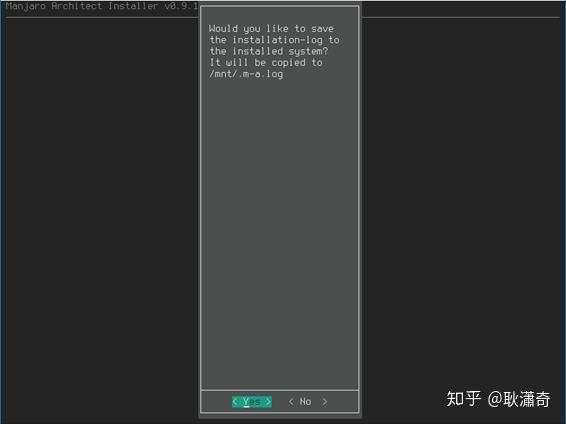 Manjaro Architect Installer v0.9.1
Would you like to save
the installation-log to
the installed system?
It will be copied to
/mnt/.m-a.log
< Yes > < No >
知乎 @耿瀟奇